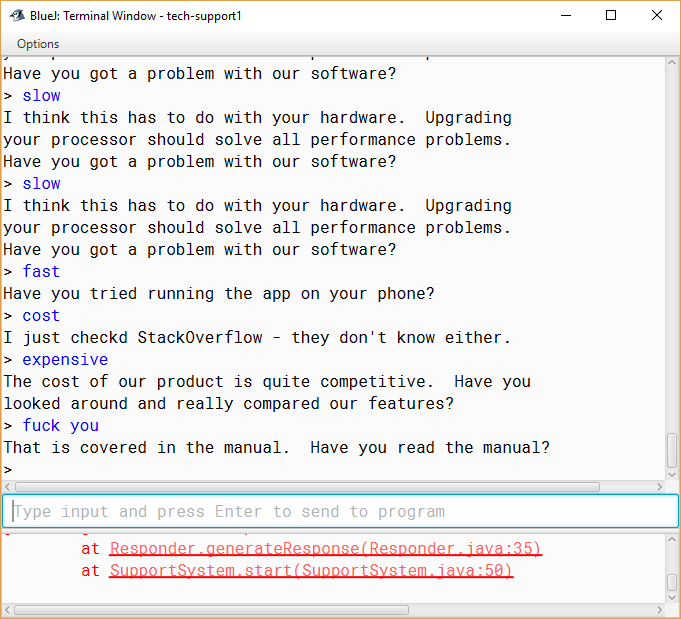 BlueJ: Terminal Window - tech-support1
Options
Have you got a problem with our software?
> slow
I think this has to do with your hardware.  Upgrading
your processor should solve all performance problems.
Have you got a problem with our software?
> slow
I think this has to do with your hardware.  Upgrading
your processor should solve all performance problems.
Have you got a problem with our software?
> fast
Have you tried running the app on your phone?
> cost
I just checkd StackOverflow - they don't know either.
> expensive
The cost of our product is quite competitive.  Have you
looked around and really compared our features?
> fuck you
That is covered in the manual.  Have you read the manual?
>
Type input and press Enter to send to program
at Responder.generateResponse(Responder.java:35)
at SupportSystem.start(SupportSystem.java:50)